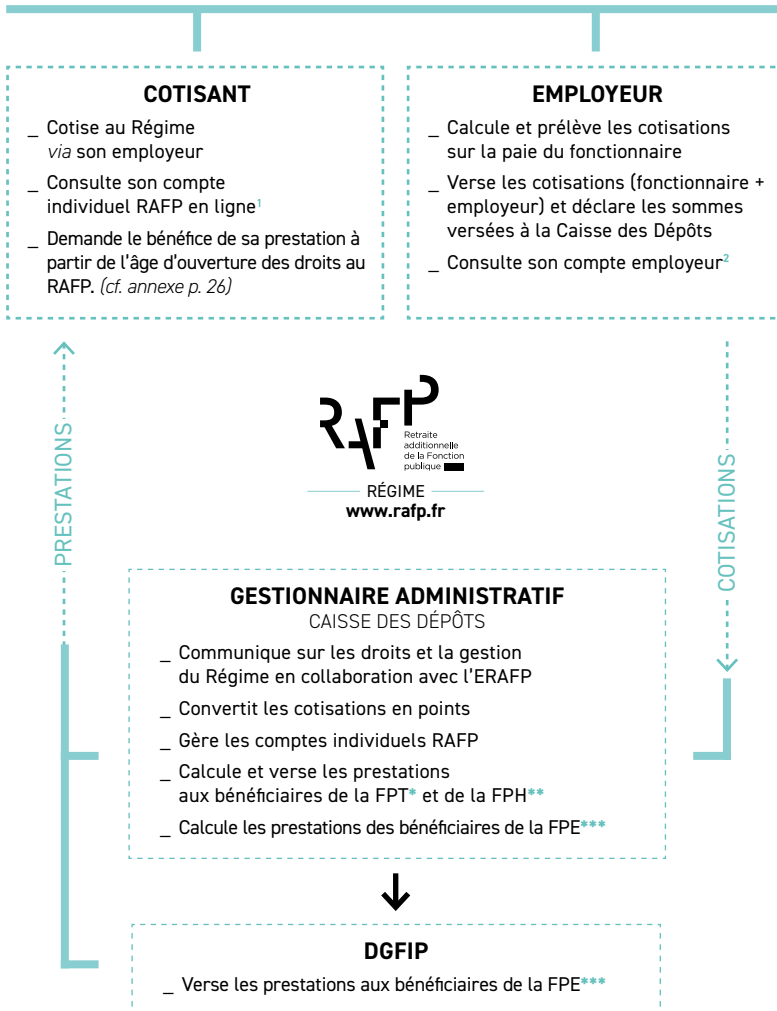 COTISANT
_ Cotise au Régime
via son employeur
_ Consulte son compte
individuel RAFP en ligne¹
_ Demande le bénéfice de sa prestation à
partir de l'âge d'ouverture des droits au
RAFP. (cf. annexe p. 26)
EMPLOYEUR
_ Calcule et prélève les cotisations
sur la paie du fonctionnaire
_ Verse les cotisations (fonctionnaire +
employeur) et déclare les sommes
versées à la Caisse des Dépôts
_ Consulte son compte employeur²
PRESTATIONS
RAFP
Retraite
additionnelle
de la Fonction
publique
RÉGIME
www.rafp.fr
COTISATIONS
GESTIONNAIRE ADMINISTRATIF
CAISSE DES DÉPÔTS
_ Communique sur les droits et la gestion
du Régime en collaboration avec l'ERAFP
_ Convertit les cotisations en points
_ Gère les comptes individuels RAFP
_ Calcule et verse les prestations
aux bénéficiaires de la FPT* et de la FPH**
_ Calcule les prestations des bénéficiaires de la FPE***
DGFIP
_ Verse les prestations aux bénéficiaires de la FPE***